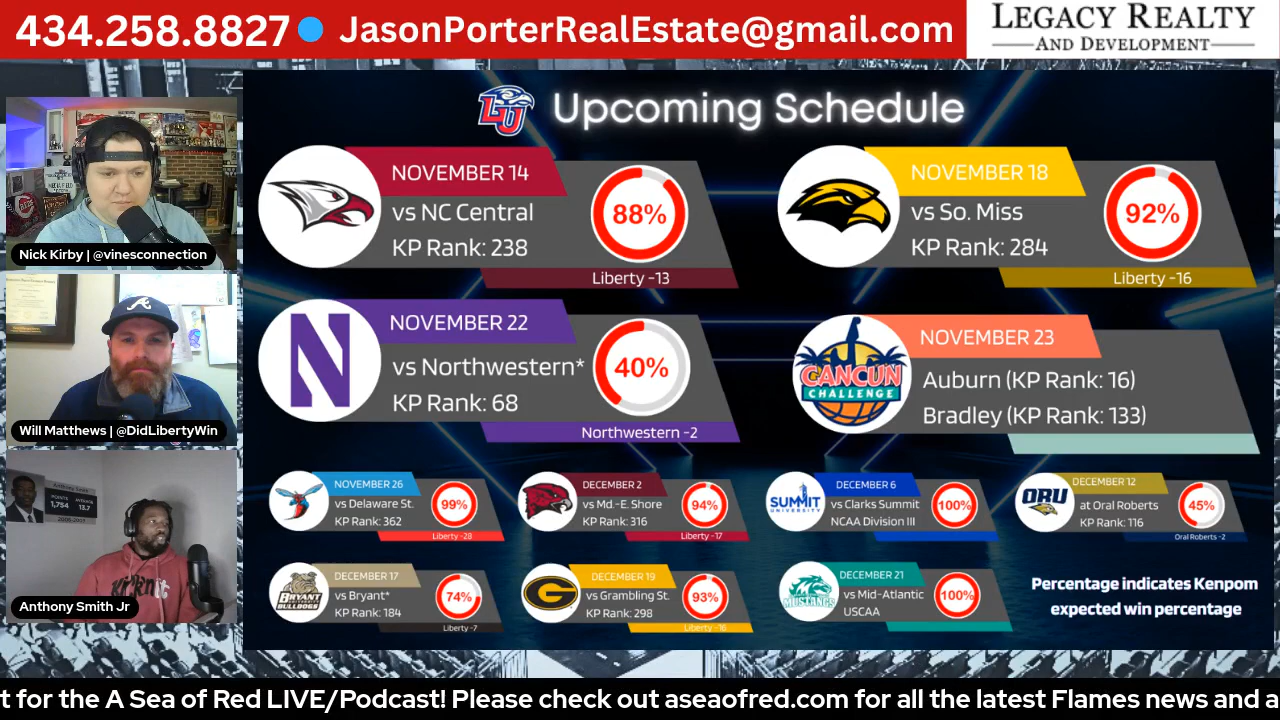 434.258.8827 JasonPorterRealEstate@gmail.com
LEGACY REALTY
AND DEVELOPMENT
LU Upcoming Schedule
NOVEMBER 14
vs NC Central
KP Rank: 238
88%
Liberty -13
NOVEMBER 18
vs So. Miss
KP Rank: 284
92%
Liberty -16
N
NOVEMBER 22
vs Northwestern*
KP Rank: 68
40%
Northwestern -2
CANCUN
CHALLENGE
NOVEMBER 23
Auburn (KP Rank: 16)
Bradley (KP Rank: 133)
NOVEMBER 26
vs Delaware St.
KP Rank: 362
99%
Liberty -28
DECEMBER 2
vs Md.-E. Shore
KP Rank: 316
94%
Liberty -17
SUMMIT
UNIVERSITY
DECEMBER 6
vs Clarks Summit
NCAA Division III
100%
ORU
DECEMBER 12
at Oral Roberts
KP Rank: 116
45%
Oral Roberts -2
BRYANT
BULLDOGS
DECEMBER 17
vs Bryant*
KP Rank: 184
74%
Liberty -7
G
DECEMBER 19
vs Grambling St.
KP Rank: 298
93%
Liberty -16
MUSTANGS
DECEMBER 21
vs Mid-Atlantic
USCAA
100%
Percentage indicates Kenpom
expected win percentage
Nick Kirby | @vinesconnection
A
Will Matthews | @DidLibertyWin
Anthony Smith
POINTS AVERAGE
1,754 13.7
Anthony Smith Jr
t for the A Sea of Red LIVE/Podcast! Please check out aseaofred.com for all the latest Flames news and a